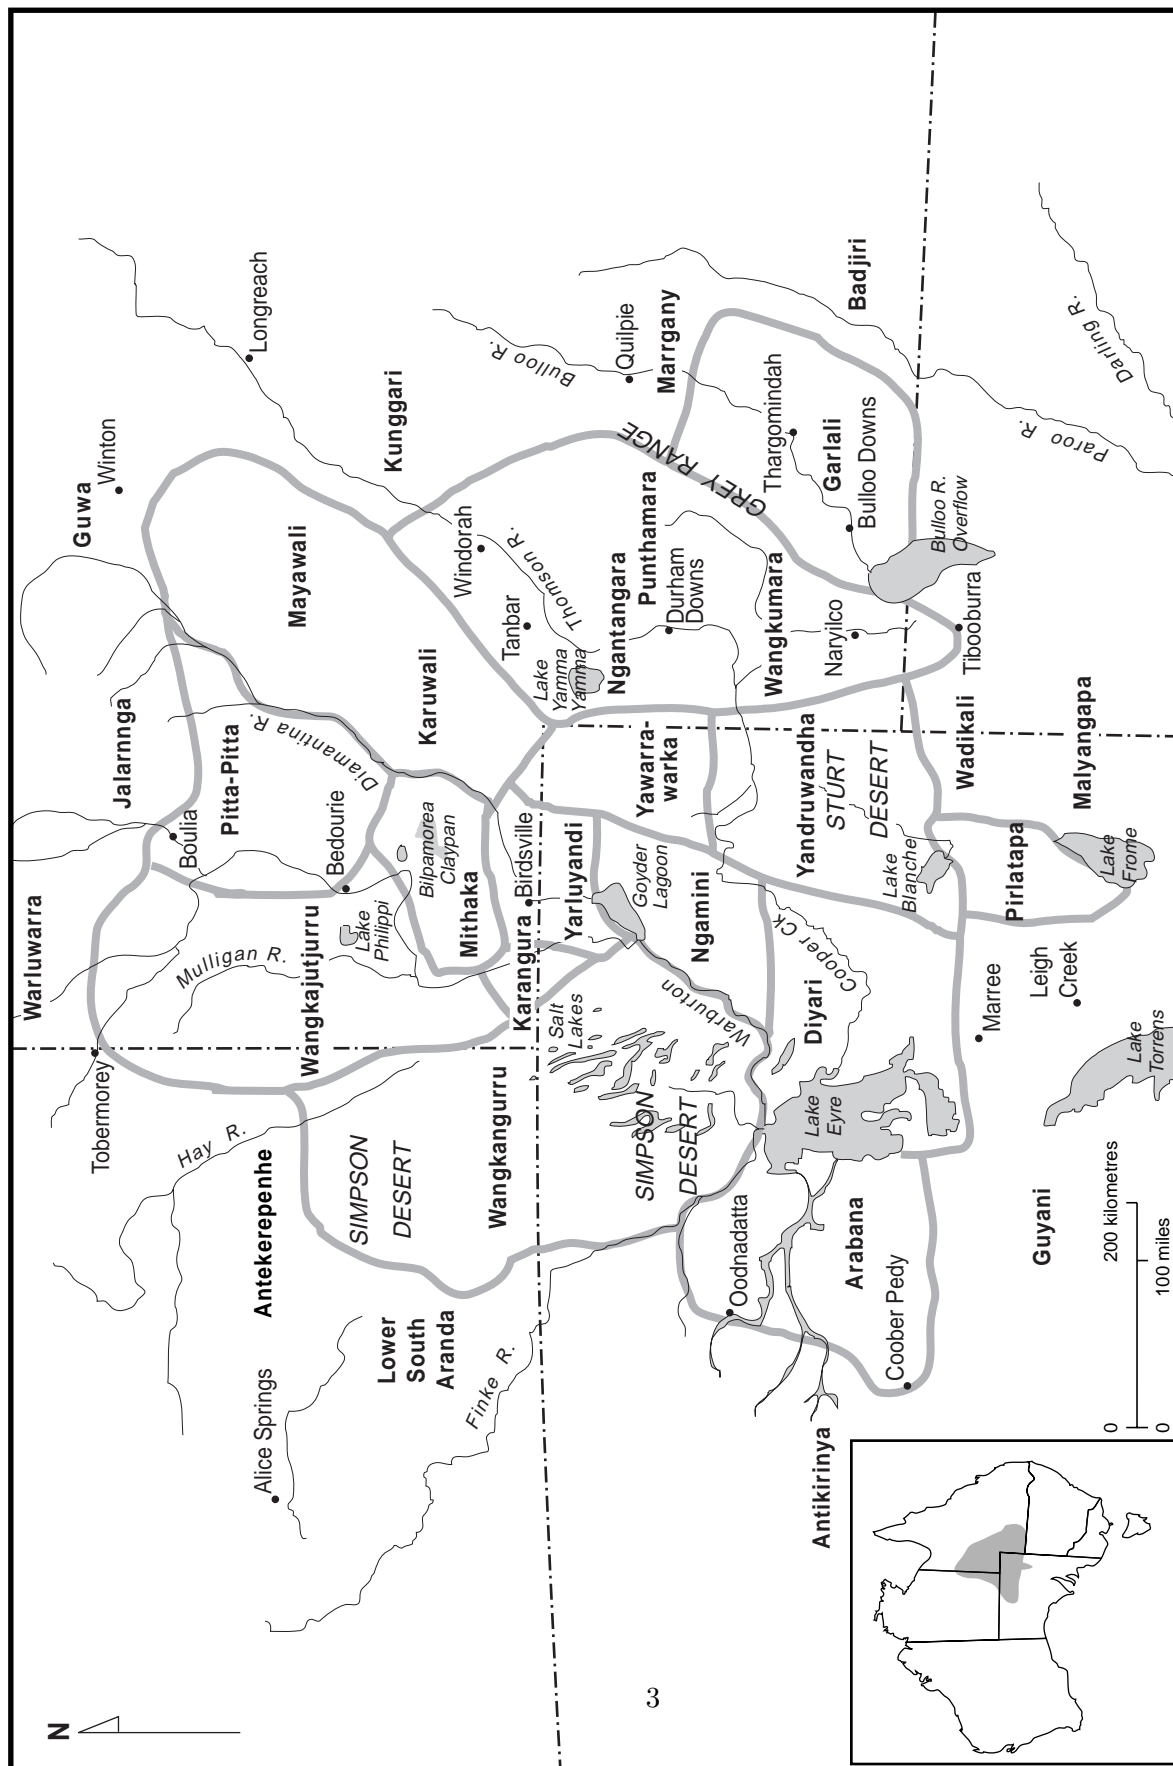 N
Guwa
Winton
Longreach
Warluwarra
Jalarnnga
Tobermorey
Boulia
Pitta-Pitta
Mayawali
Kunggari
Hay R.
Mulligan R.
Diamantina R.
Antekerepenhe
Wangkajutjurru
Bedourie
Alice Springs
SIMPSON
DESERT
Lake
Philippi
Bilpamorea
Claypan
Karuwali
Windorah
Thomson R.
Bulloo R.
Quilpie
Lower
South
Aranda
Mithaka
Tanbar
Finke R.
Wangkangurru
Karangura
Birdsville
Lake
Yamma
Yamma
Salt
Lakes
Yarluyandi
Yawarra-
warka
Ngantangara
Punthamara
GREY RANGE
Marrgany
Goyder
Lagoon
Durham
Downs
SIMPSON
DESERT
Warburton
Ngamini
Oodnadatta
Cooper Ck
Wangkumara
Thargomindah
Yandruwandha
STURT
DESERT
Naryilco
Garlali
Bulloo Downs
Badjiri
Antikirinya
Arabana
Lake
Eyre
Diyari
Coober Pedy
Lake
Blanche
Bulloo R.
Overflow
Tibooburra
Wadikali
Marree
Pirlatapa
Leigh
Creek
Malyangapa
Lake
Frome
Guyani
Lake
Torrens
Paroo R.
Darling R.
0
200 kilometres
0
100 miles
3